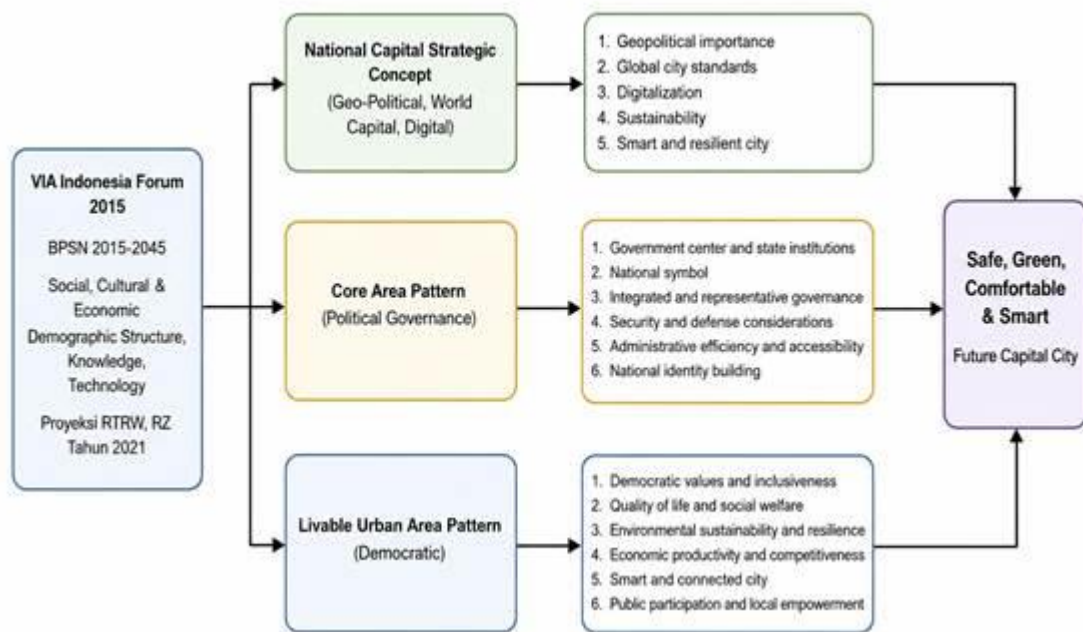 VIA Indonesia Forum
2015
BPSN 2015-2045
Social, Cultural &
Economic
Demographic Structure,
Knowledge,
Technology
Proyeksi RTRW, RZ
Tahun 2021
National Capital Strategic
Concept
(Geo-Political, World
Capital, Digital)
1. Geopolitical importance
2. Global city standards
3. Digitalization
4. Sustainability
5. Smart and resilient city
Core Area Pattern
(Political Governance)
1. Government center and state institutions
2. National symbol
3. Integrated and representative governance
4. Security and defense considerations
5. Administrative efficiency and accessibility
6. National identity building
Livable Urban Area Pattern
(Democratic)
1. Democratic values and inclusiveness
2. Quality of life and social welfare
3. Environmental sustainability and resilience
4. Economic productivity and competitiveness
5. Smart and connected city
6. Public participation and local empowerment
Safe, Green,
Comfortable
& Smart
Future Capital City